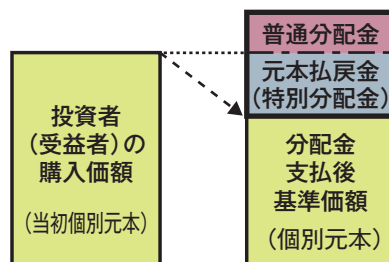 投資者
(受益者)の
購入価額
(当初個別元本)
普通分配金
元本払戻金
(特別分配金)
分配金
支払後
基準価額
(個別元本)